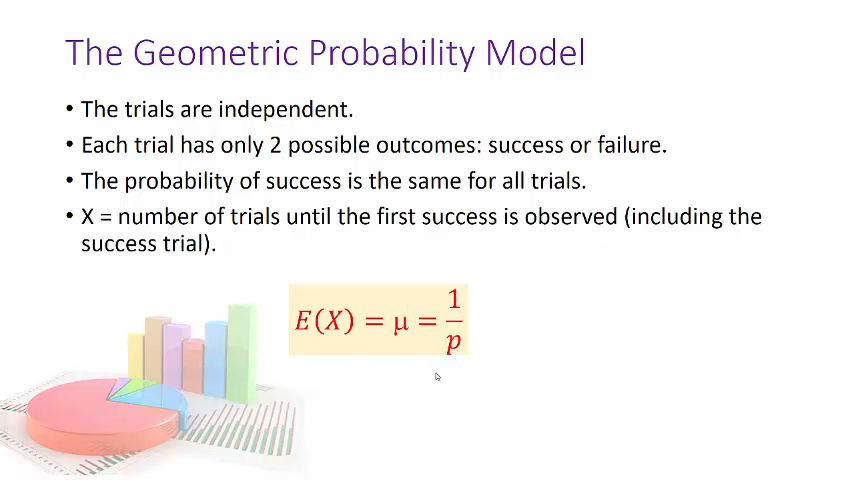 The Geometric Probability Model
• The trials are independent.
• Each trial has only 2 possible outcomes: success or failure.
• The probability of success is the same for all trials.
• X = number of trials until the first success is observed (including the
success trial).
E(X) = μ = 1/p